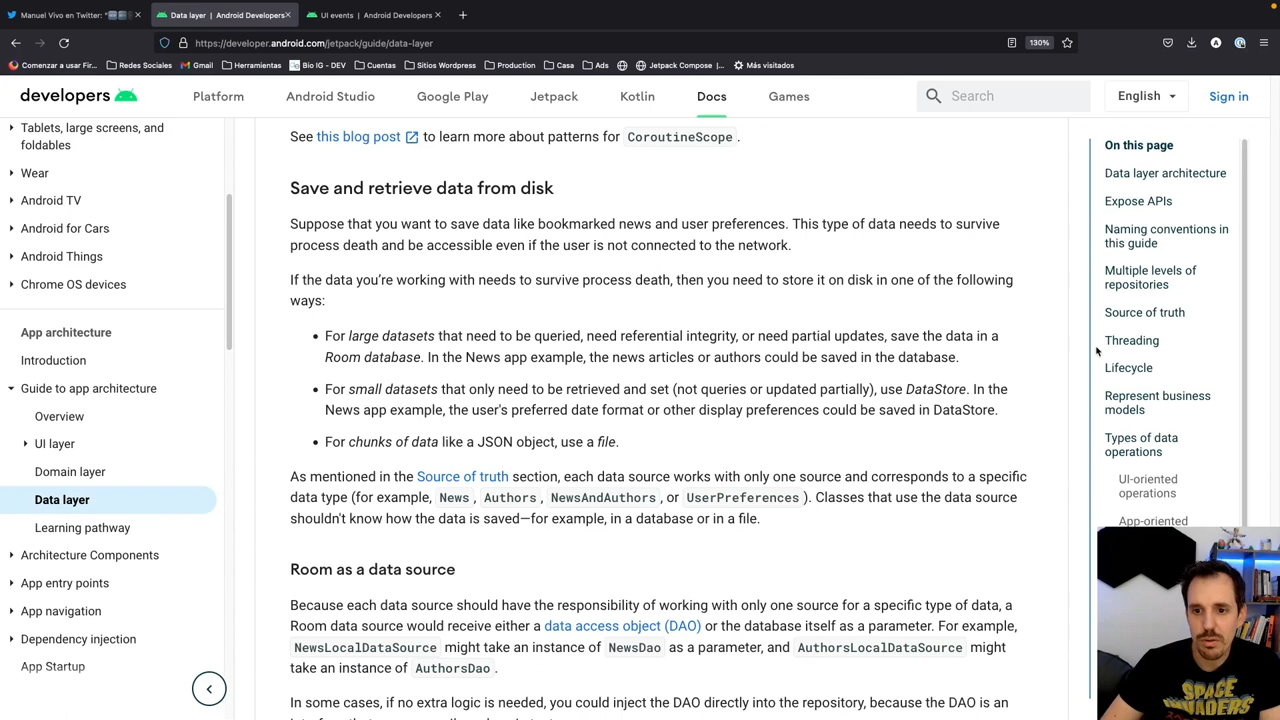 Manuel Vivo en Twitter: "
Data layer | Android Developers
UI events | Android Developers
https://developer.android.com/jetpack/guide/data-layer
130%
Comenzar a usar Fir...
Redes Sociales
Gmail
Herramientas
Bio IG - DEV
Cuentas
Sitios Wordpress
Production
Casa
Ads
Jetpack Compose |...
Más visitados
developers
Platform
Android Studio
Google Play
Jetpack
Kotlin
Docs
Games
Search
English
Sign in
Tablets, large screens, and
foldables
Wear
Android TV
Android for Cars
Android Things
Chrome OS devices
App architecture
Introduction
Guide to app architecture
Overview
UI layer
Domain layer
Data layer
Learning pathway
Architecture Components
App entry points
App navigation
Dependency injection
App Startup
See this blog post to learn more about patterns for CoroutineScope.
Save and retrieve data from disk
Suppose that you want to save data like bookmarked news and user preferences. This type of data needs to survive
process death and be accessible even if the user is not connected to the network.
If the data you're working with needs to survive process death, then you need to store it on disk in one of the following
ways:
• For large datasets that need to be queried, need referential integrity, or need partial updates, save the data in a
Room database. In the News app example, the news articles or authors could be saved in the database.
• For small datasets that only need to be retrieved and set (not queries or updated partially), use DataStore. In the
News app example, the user's preferred date format or other display preferences could be saved in DataStore.
• For chunks of data like a JSON object, use a file.
As mentioned in the Source of truth section, each data source works with only one source and corresponds to a specific
data type (for example, News, Authors, NewsAndAuthors, or UserPreferences). Classes that use the data source
shouldn't know how the data is saved—for example, in a database or in a file.
Room as a data source
Because each data source should have the responsibility of working with only one source for a specific type of data, a
Room data source would receive either a data access object (DAO) or the database itself as a parameter. For example,
NewsLocalDataSource might take an instance of NewsDao as a parameter, and AuthorsLocalDataSource might
take an instance of AuthorsDao.
In some cases, if no extra logic is needed, you could inject the DAO directly into the repository, because the DAO is an
On this page
Data layer architecture
Expose APIs
Naming conventions in
this guide
Multiple levels of
repositories
Source of truth
Threading
Lifecycle
Represent business
models
Types of data
operations
UI-oriented
operations
App-oriented
SPACE
INVADERS